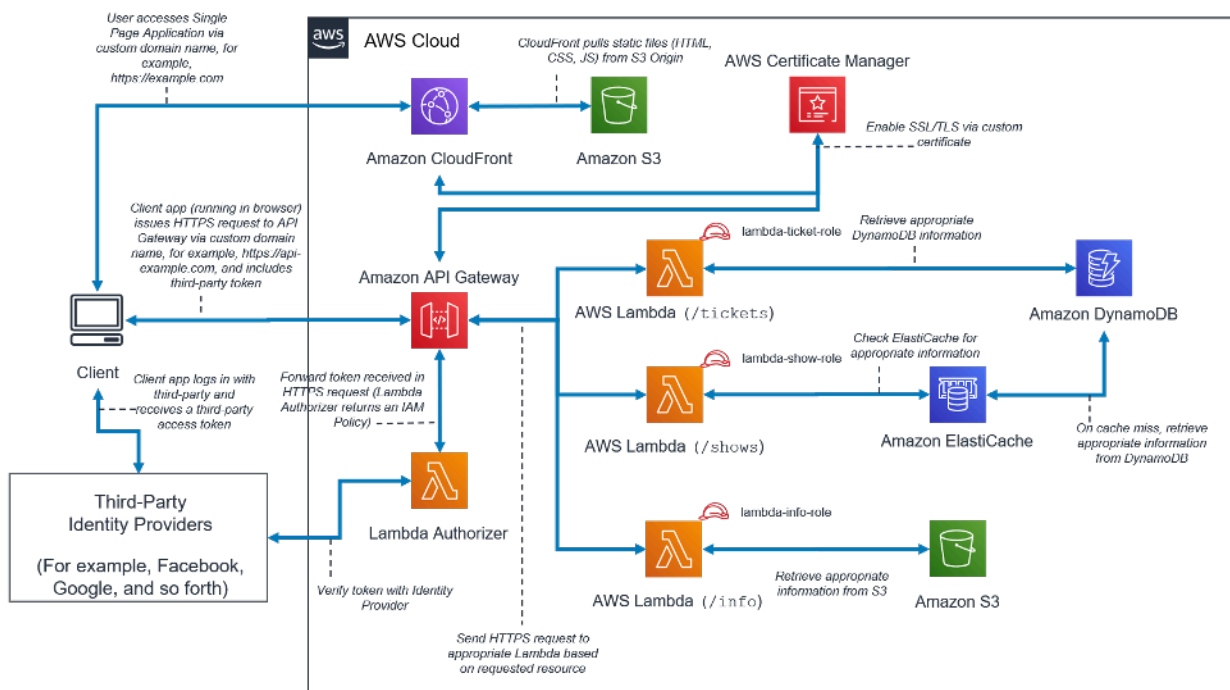 User accesses Single
Page Application via
custom domain name, for
example,
https://example.com
aws
AWS Cloud
CloudFront pulls static files (HTML,
CSS, JS) from S3 Origin
AWS Certificate Manager
Enable SSL/TLS via custom
certificate
Amazon CloudFront
Amazon S3
Client app (running in browser)
issues HTTPS request to API
Gateway via custom domain
name, for example, https://api-
example.com, and includes
third-party token
Amazon API Gateway
lambda-ticket-role
Retrieve appropriate
DynamoDB information
AWS Lambda (/tickets)
Amazon DynamoDB
Client
Client app logs in with
third-party and
receives a third-party
access token
Forward token received in
HTTPS request (Lambda
Authorizer returns an IAM
Policy)
lambda-show-role
Check ElastiCache for
appropriate information
AWS Lambda (/shows)
Amazon ElastiCache
On cache miss, retrieve
appropriate information
from DynamoDB
Third-Party
Identity Providers
(For example, Facebook,
Google, and so forth)
Lambda Authorizer
Verify token with Identity
Provider
lambda-info-role
AWS Lambda (/info)
Retrieve appropriate
information from S3
Amazon S3
Send HTTPS request to
appropriate Lambda based
on requested resource